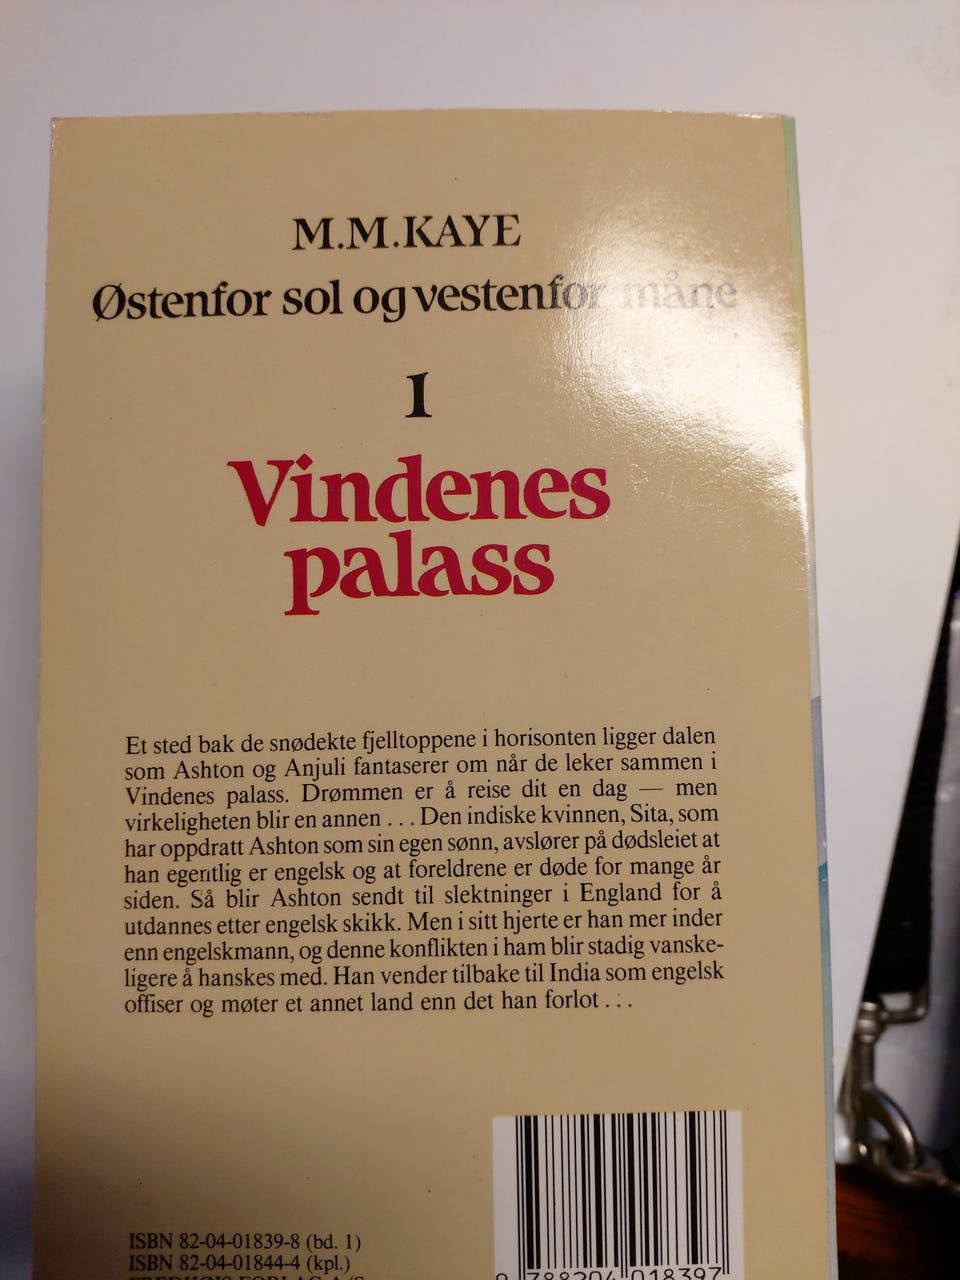 M.M.KAYE
Østenfor sol og vestenfor måne
1
Vindenes
palass
Et sted bak de snødekte fjelltoppene i horisonten ligger dalen
som Ashton og Anjuli fantaserer om når de leker sammen i
Vindenes palass. Drømmen er å reise dit en dag — men
virkeligheten blir en annen . . . Den indiske kvinnen, Sita, som
har oppdratt Ashton som sin egen sønn, avslører på dødsleiet at
han egentlig er engelsk og at foreldrene er døde for mange år
siden. Så blir Ashton sendt til slektninger i England for å
utdannes etter engelsk skikk. Men i sitt hjerte er han mer inder
enn engelskmann, og denne konflikten i ham blir stadig vanske-
ligere å hanskes med. Han vender tilbake til India som engelsk
offiser og møter et annet land enn det han forlot . . .
ISBN 82-04-01839-8 (bd. 1)
ISBN 82-04-01844-4 (kpl.)
FREDHØIS FORLAG A/S
9 788204 018397